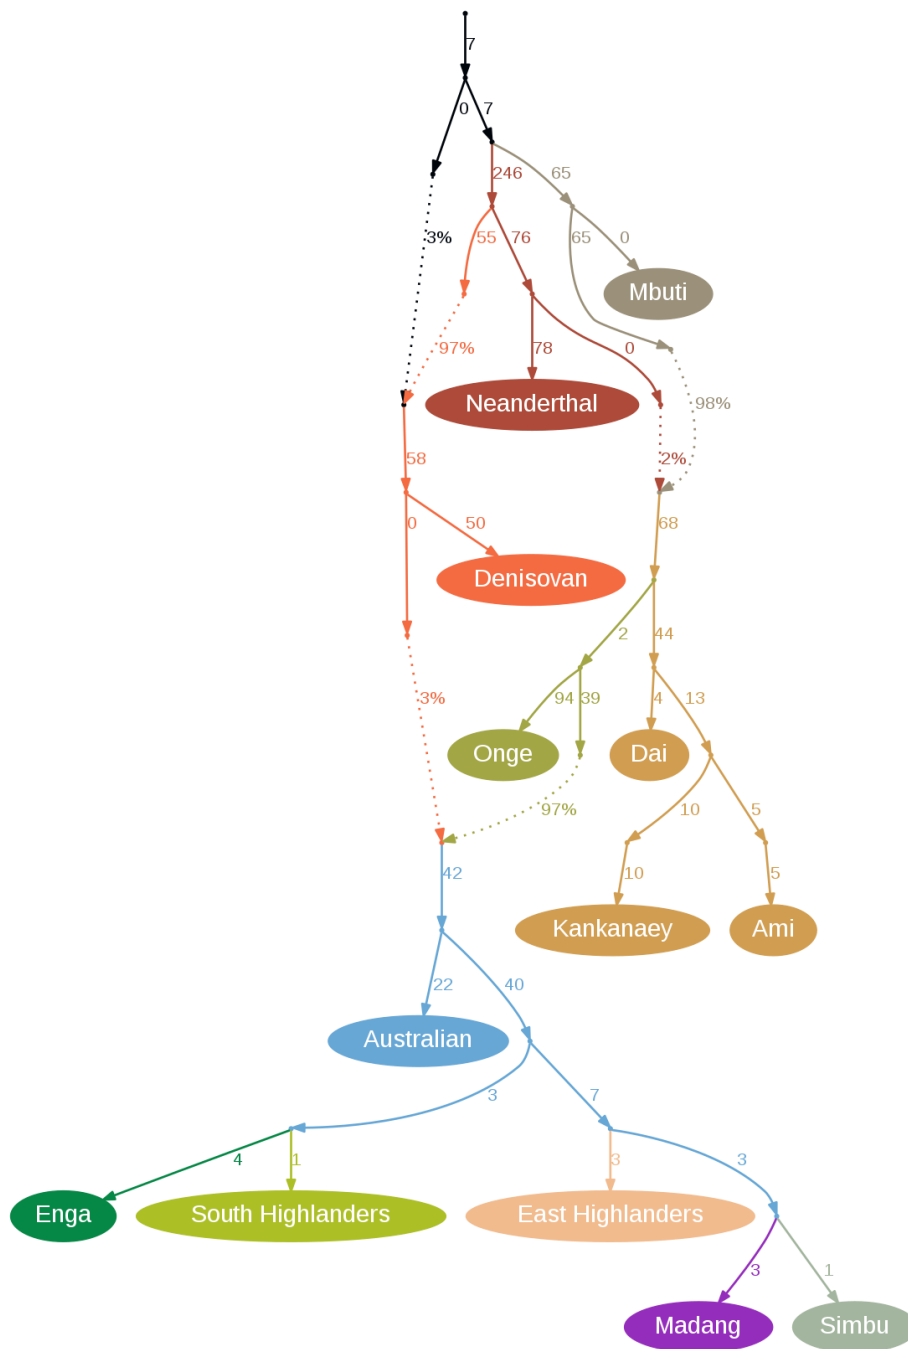 7
0 7
246 65
3% 55 76 65 0
Mbuti
97% 78 0
Neanderthal 98%
58 2%
0 50 68
Denisovan
2 44
3% 94 39 4 13
Onge Dai
97% 10 5
42 10 5
Kankanaey Ami
22 40
Australian
3 7
4 1 3 3
Enga South Highlanders East Highlanders
3 1
Madang Simbu